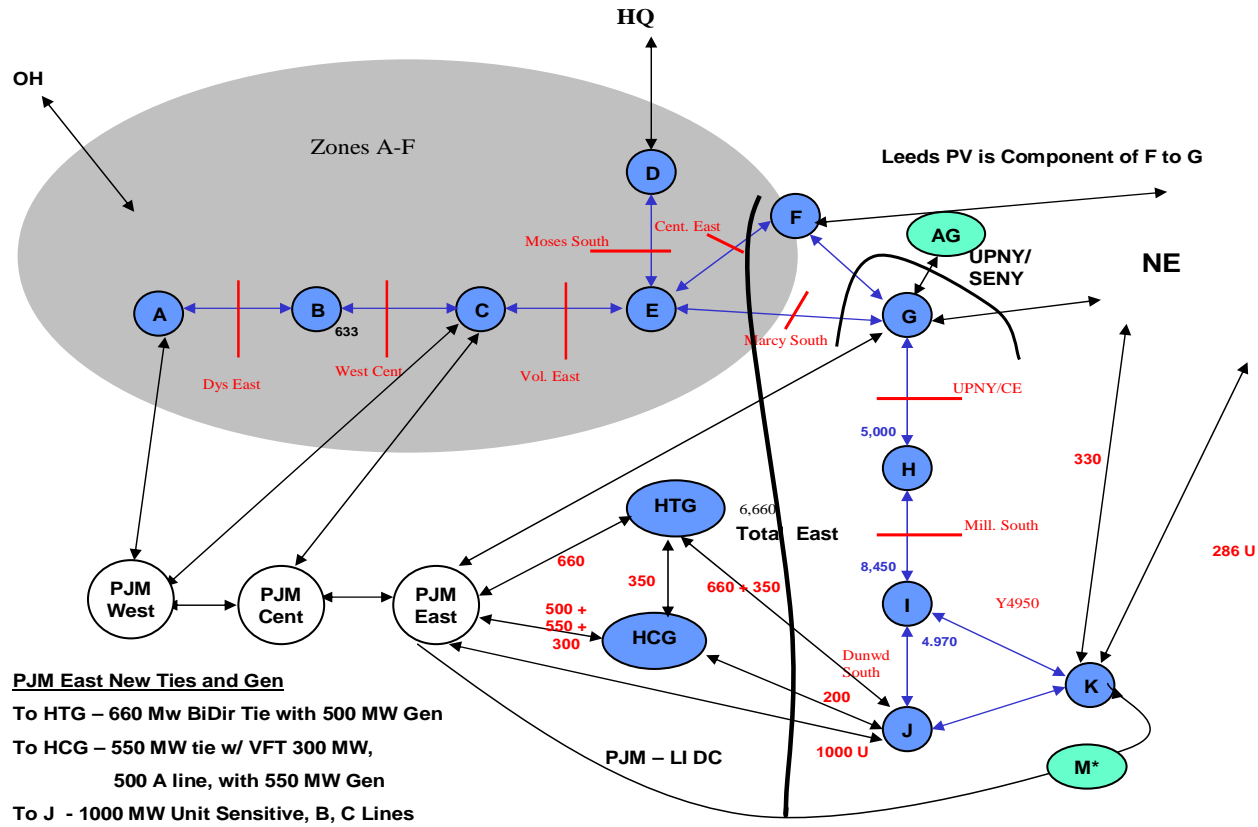 HQ
OH
Zones A-F
Leeds PV is Component of F to G
D
F
AG
Moses South
Cent. East
UPNY/
SENY
NE
A
B
633
C
E
G
Dys East
West Cent
Vol. East
Marcy South
UPNY/CE
5,000
H
330
HTG
6,660
Total East
Mill. South
660
350
660 + 350
8,450
286 U
PJM
West
PJM
Cent
PJM
East
500 +
550 +
300
HCG
I
Y4950
4.970
Dunwd
South
K
PJM East New Ties and Gen
200
To HTG – 660 Mw BiDir Tie with 500 MW Gen
J
To HCG – 550 MW tie w/ VFT 300 MW,
PJM – LI DC
1000 U
M*
500 A line, with 550 MW Gen
To J - 1000 MW Unit Sensitive, B, C Lines